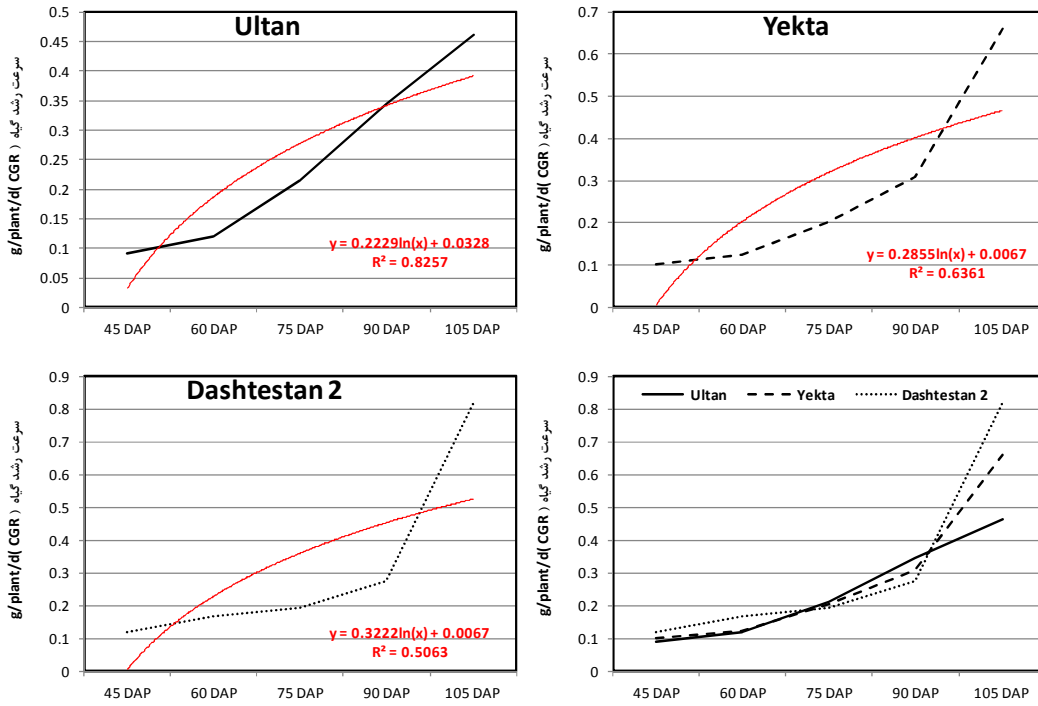 Ultan
سرعت رشد گیاه ( CGR )g/plant/d
0.5
0.45
0.4
0.35
0.3
0.25
0.2
0.15
0.1
0.05
0
y = 0.2229ln(x) + 0.0328
R² = 0.8257
45 DAP 60 DAP 75 DAP 90 DAP 105 DAP
Yekta
سرعت رشد گیاه ( CGR )g/plant/d
0.7
0.6
0.5
0.4
0.3
0.2
0.1
0
y = 0.2855ln(x) + 0.0067
R² = 0.6361
45 DAP 60 DAP 75 DAP 90 DAP 105 DAP
Dashtestan 2
سرعت رشد گیاه ( CGR )g/plant/d
0.9
0.8
0.7
0.6
0.5
0.4
0.3
0.2
0.1
0
y = 0.3222ln(x) + 0.0067
R² = 0.5063
45 DAP 60 DAP 75 DAP 90 DAP 105 DAP
Ultan Yekta Dashtestan 2
سرعت رشد گیاه ( CGR )g/plant/d
0.9
0.8
0.7
0.6
0.5
0.4
0.3
0.2
0.1
0
45 DAP 60 DAP 75 DAP 90 DAP 105 DAP